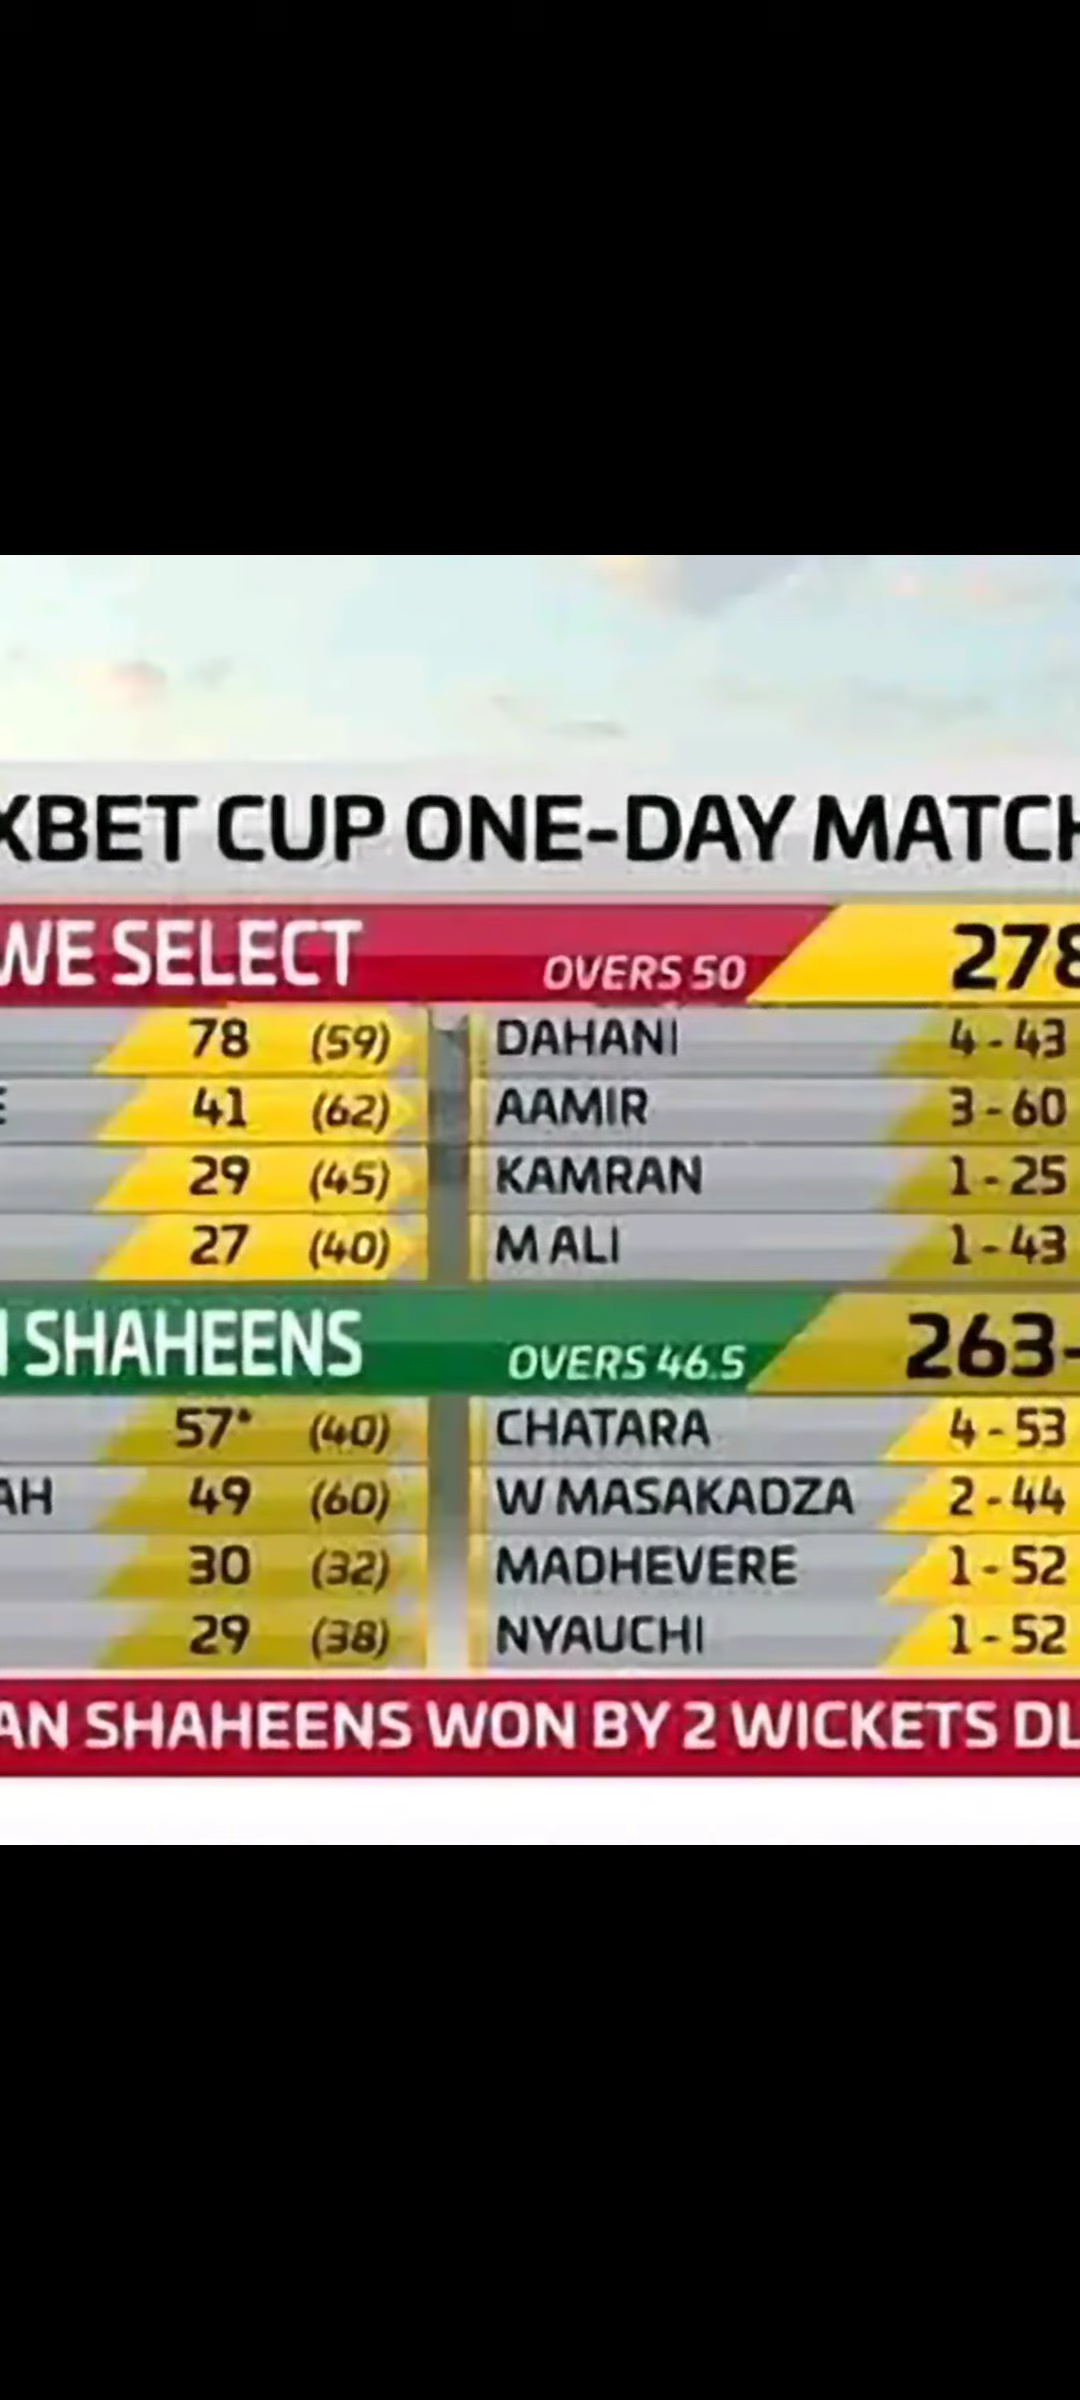 XBET CUP ONE-DAY MATCH
WE SELECT OVERS 50 278
78 (59) DAHANI 4 - 43
E 41 (62) AAMIR 3 - 60
29 (45) KAMRAN 1 - 25
27 (40) M ALI 1 - 43
SHAHEENS OVERS 46.5 263-
57* (40) CHATARA 4 - 53
AH 49 (60) W MASAKADZA 2 - 44
30 (32) MADHEVERE 1 - 52
29 (38) NYAUCHI 1 - 52
AN SHAHEENS WON BY 2 WICKETS DL